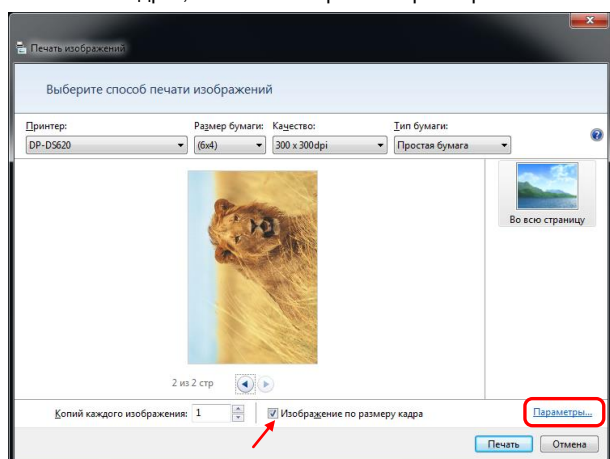 Печать изображений
Выберите способ печати изображений
Принтер: Размер бумаги: Качество: Тип бумаги:
DP-DS620 (6x4) 300 x 300dpi Простая бумага
Во всю страницу
2 из 2 стр
Копий каждого изображения: 1 Изображение по размеру кадра Параметры...
Печать Отмена